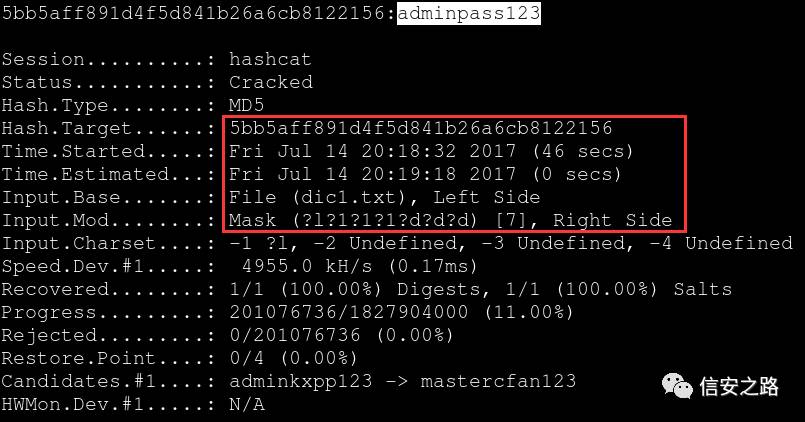 5bb5aff891d4f5d841b26a6cb8122156:adminpass123
Session..........: hashcat
Status...........: Cracked
Hash.Type........: MD5
Hash.Target......: 5bb5aff891d4f5d841b26a6cb8122156
Time.Started.....: Fri Jul 14 20:18:32 2017 (46 secs)
Time.Estimated...: Fri Jul 14 20:19:18 2017 (0 secs)
Input.Base.......: File (dic1.txt), Left Side
Input.Mod........: Mask (?l?1?1?1?d?d?d) [7], Right Side
Input.Charset....: -1 ?l, -2 Undefined, -3 Undefined, -4 Undefined
Speed.Dev.#1.....:  4955.0 kH/s (0.17ms)
Recovered........: 1/1 (100.00%) Digests, 1/1 (100.00%) Salts
Progress.........: 201076736/1827904000 (11.00%)
Rejected.........: 0/201076736 (0.00%)
Restore.Point....: 0/4 (0.00%)
Candidates.#1....: adminkxpp123 -> mastercfan123
HWMon.Dev.#1.....: N/A
信安之路